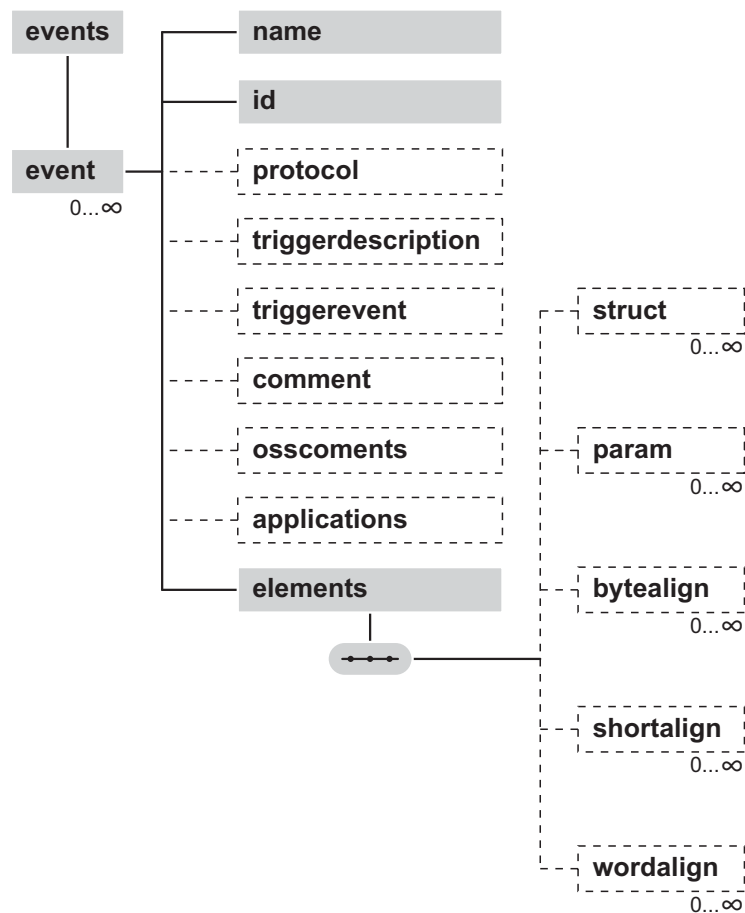 events
name
id
event
0...∞
protocol
triggerdescription
triggerevent
struct
0...∞
comment
osscoments
param
0...∞
applications
elements
bytealign
0...∞
shortalign
0...∞
wordalign
0...∞